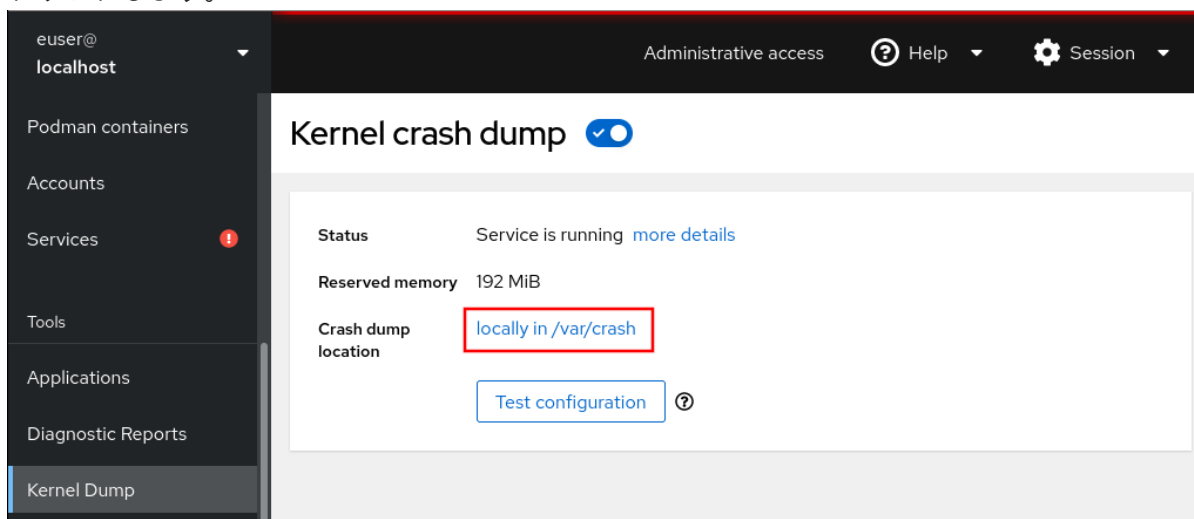 euser@
localhost
Administrative access
Help
Session
Podman containers
Accounts
Services
Tools
Applications
Diagnostic Reports
Kernel Dump
Kernel crash dump
Status Service is running more details
Reserved memory 192 MiB
Crash dump location locally in /var/crash
Test configuration